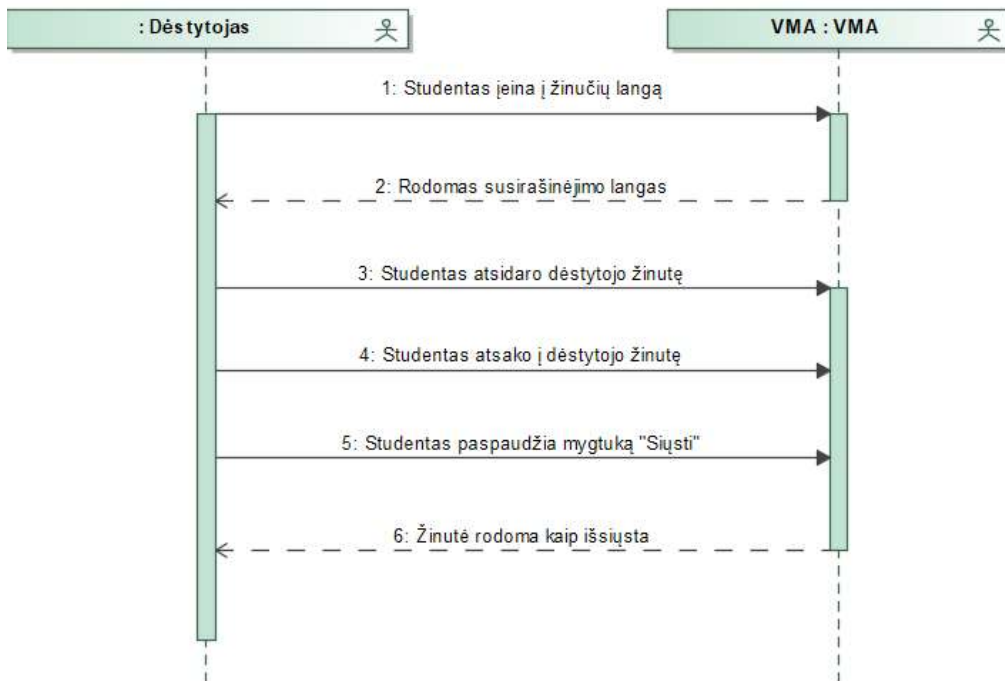 : Dėstytojas
VMA : VMA
1: Studentas įeina į žinučių langą
2: Rodomas susirašinėjimo langas
3: Studentas atsidaro dėstytojo žinutę
4: Studentas atsako į dėstytojo žinutę
5: Studentas paspaudžia mygtuką "Siųsti"
6: Žinutė rodoma kaip išsiųsta